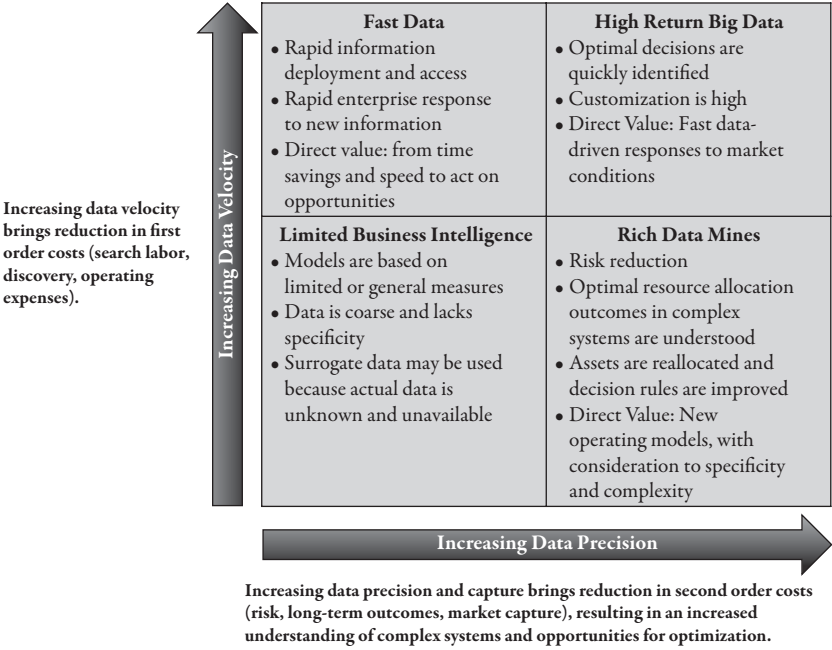 Fast Data
• Rapid information
deployment and access
• Rapid enterprise response
to new information
• Direct value: from time
savings and speed to act on
opportunities
High Return Big Data
• Optimal decisions are
quickly identified
• Customization is high
• Direct Value: Fast data-
driven responses to market
conditions
Increasing data velocity
brings reduction in first
order costs (search labor,
discovery, operating
expenses).
Increasing Data Velocity
Limited Business Intelligence
• Models are based on
limited or general measures
• Data is coarse and lacks
specificity
• Surrogate data may be used
because actual data is
unknown and unavailable
Rich Data Mines
• Risk reduction
• Optimal resource allocation
outcomes in complex
systems are understood
• Assets are reallocated and
decision rules are improved
• Direct Value: New
operating models, with
consideration to specificity
and complexity
Increasing Data Precision
Increasing data precision and capture brings reduction in second order costs
(risk, long-term outcomes, market capture), resulting in an increased
understanding of complex systems and opportunities for optimization.